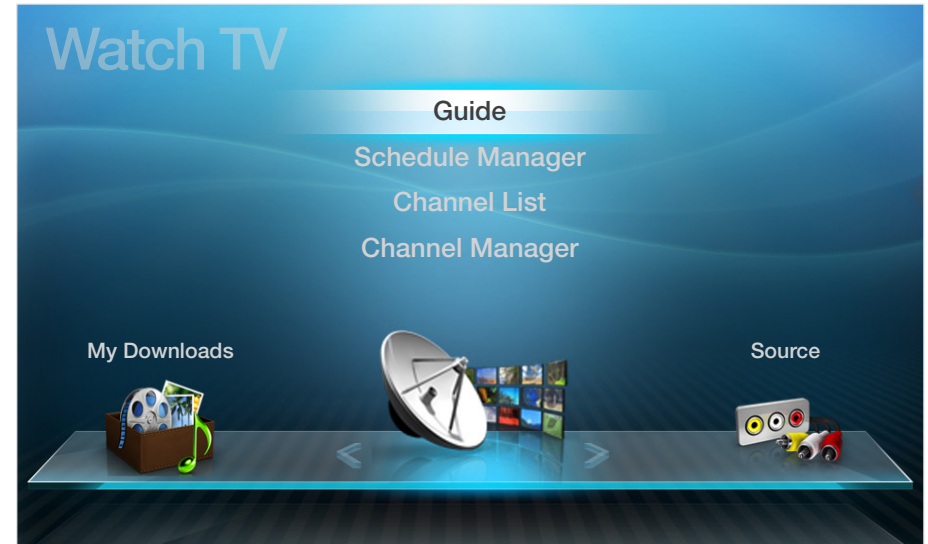 Watch TV
Guide
Schedule Manager
Channel List
Channel Manager
My Downloads
Source